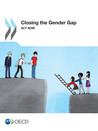 Closing the Gender Gap
ACT NOW
OECD